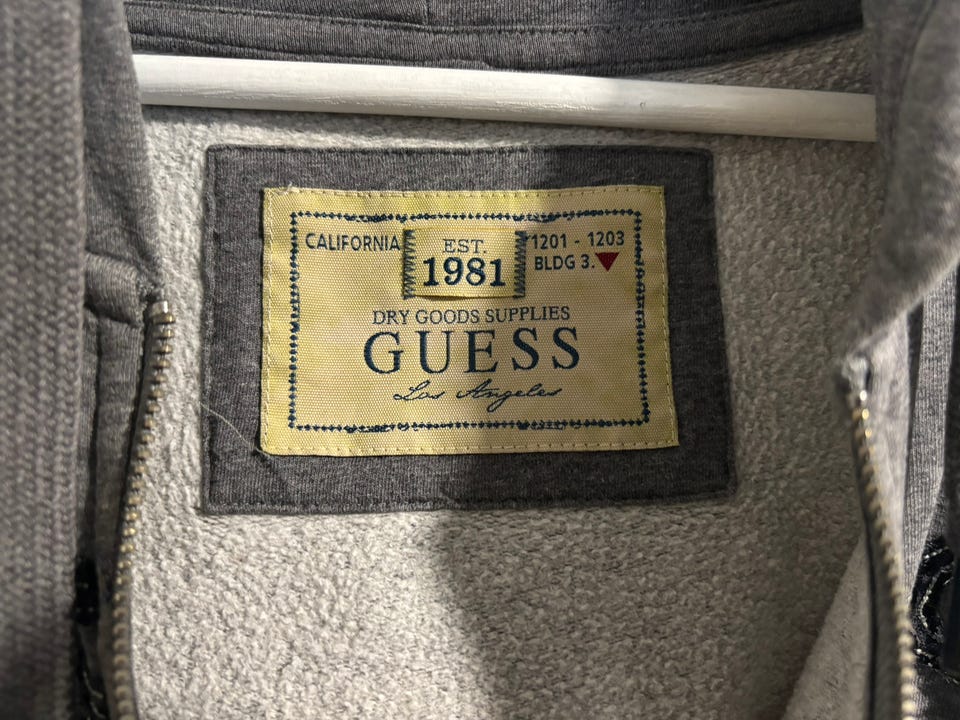 CALIFORNIA EST. 1201 - 1203
1981 BLDG 3.
DRY GOODS SUPPLIES
GUESS
Los Angeles